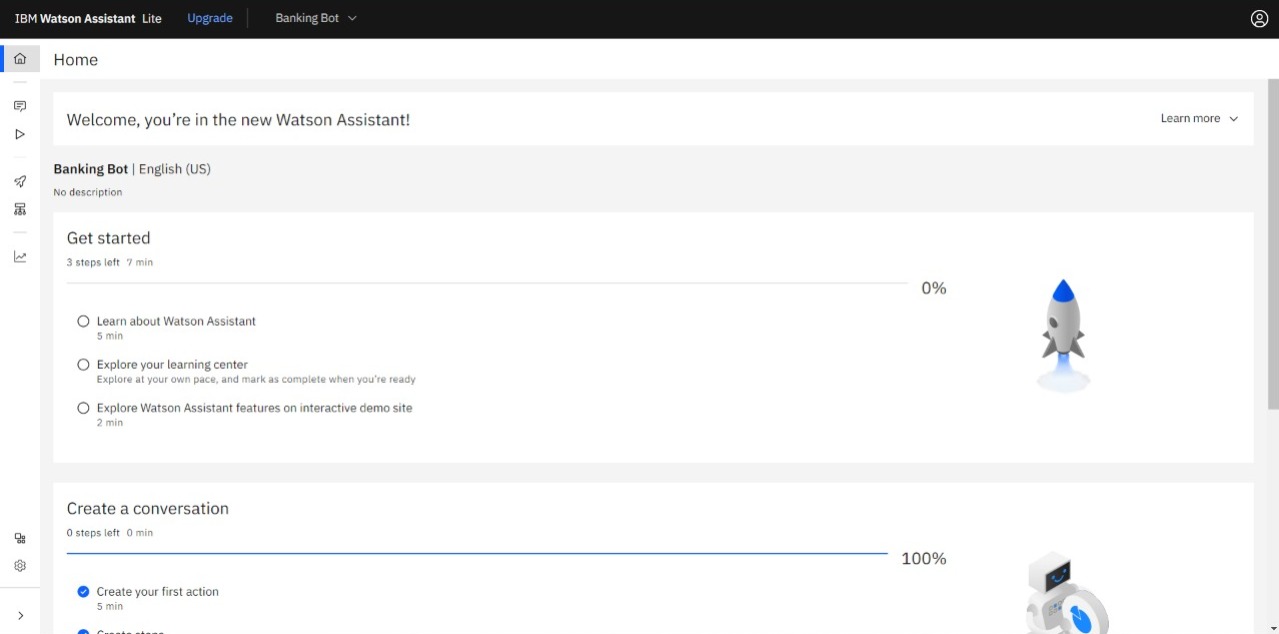 IBM Watson Assistant Lite Upgrade Banking Bot
Home
Welcome, you're in the new Watson Assistant! Learn more
Banking Bot | English (US)
No description
Get started
3 steps left 7 min
0%
Learn about Watson Assistant
5 min
Explore your learning center
Explore at your own pace, and mark as complete when you're ready
Explore Watson Assistant features on interactive demo site
2 min
Create a conversation
0 steps left 0 min
100%
Create your first action
5 min
Create steps